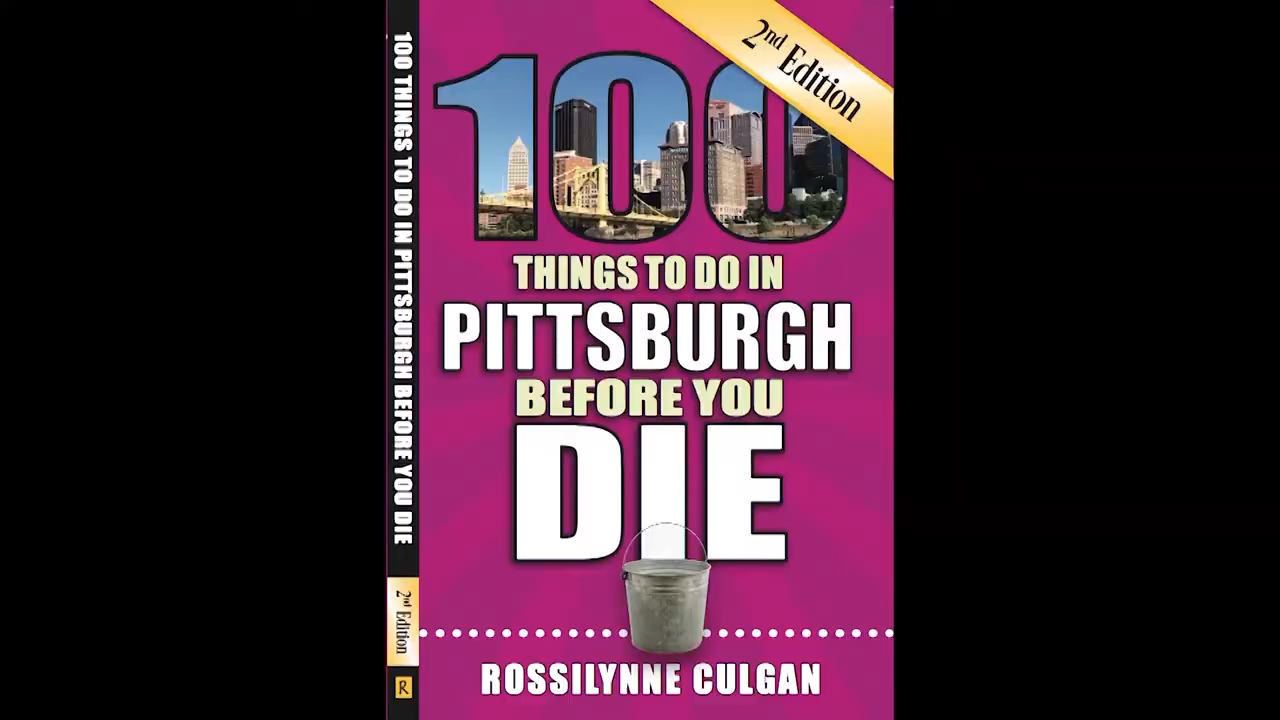 100 THINGS TO DO IN PITTSBURGH BEFORE YOU DIE
2nd Edition
R
2nd Edition
100
THINGS TO DO IN
PITTSBURGH
BEFORE YOU
DIE
ROSSILYNNE CULGAN